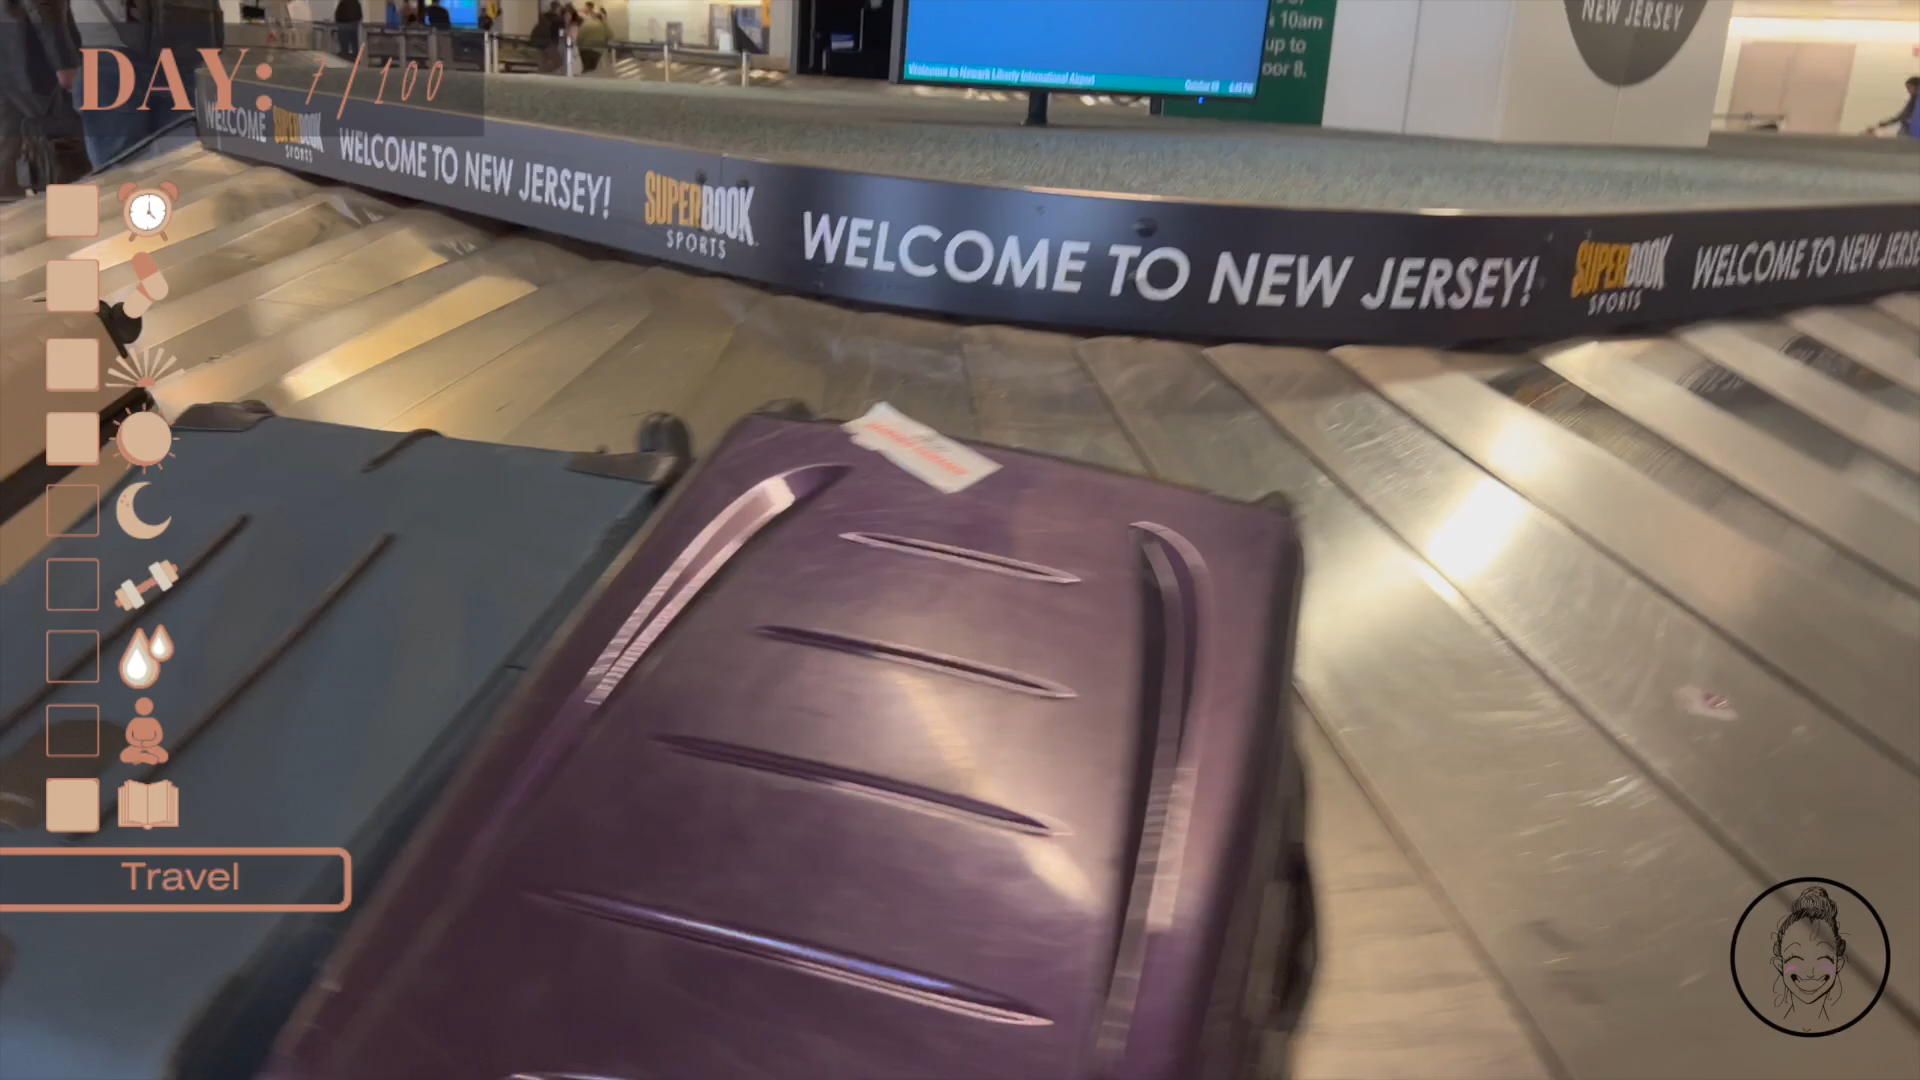 NEW JERSEY
10am
up to
oor 8,
Welcome to Newark Liberty International Airport
DAY: 7/100
WELCOME SUPERBOOK SPORTS WELCOME TO NEW JERSEY! SUPERBOOK SPORTS WELCOME TO NEW JERSEY! SUPERBOOK SPORTS WELCOME TO NEW JERSE
Travel